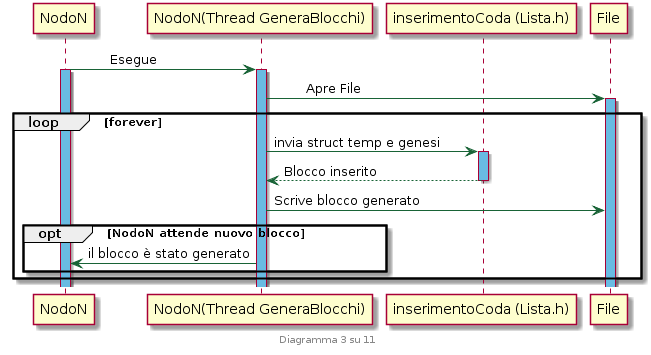 NodoN
NodoN(Thread GeneraBlocchi)
inserimentoCoda (Lista.h)
File
Esegue
Apre File
loop
[forever]
invia struct temp e genesi
Blocco inserito
Scrive blocco generato
opt
[NodoN attende nuovo blocco]
il blocco è stato generato
NodoN
NodoN(Thread GeneraBlocchi)
inserimentoCoda (Lista.h)
File
Diagramma 3 su 11